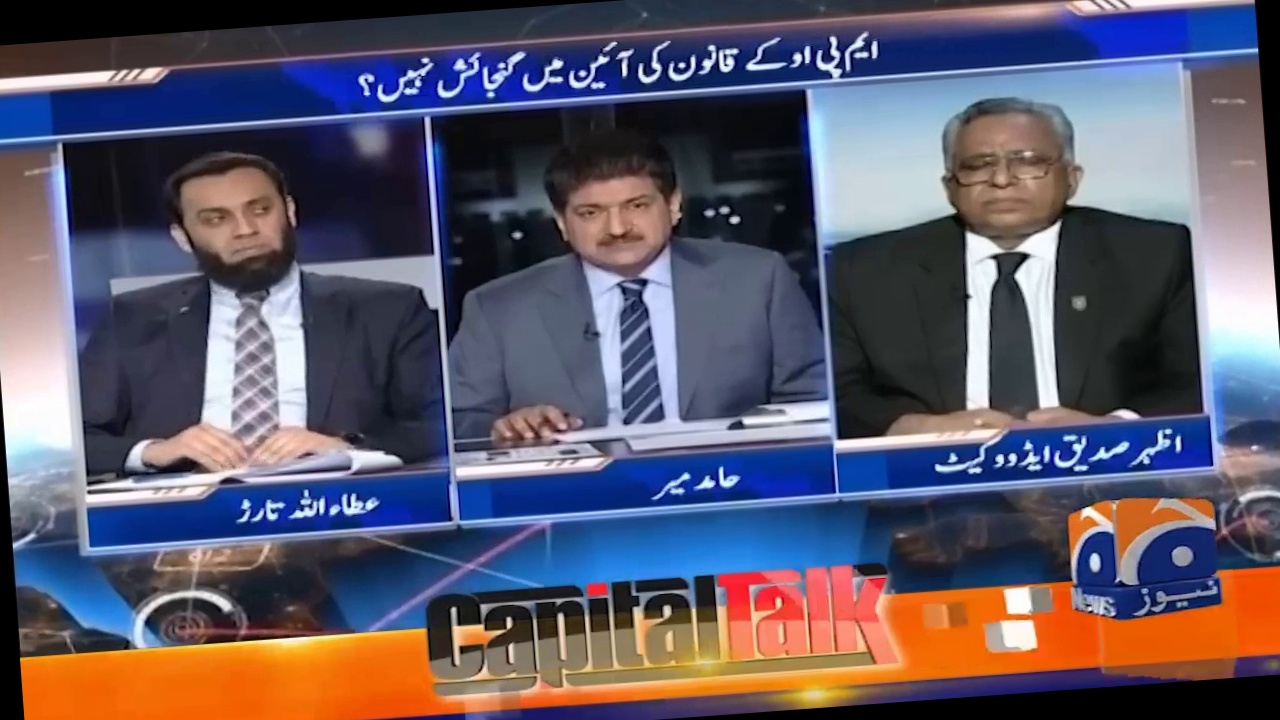 ایم پی او کے قانون کی آئین میں گنجائش نہیں؟
اظہر صدیق ایڈووکیٹ
حامد میر
عطاء اللہ تارڑ
Capital Talk
News نیوز